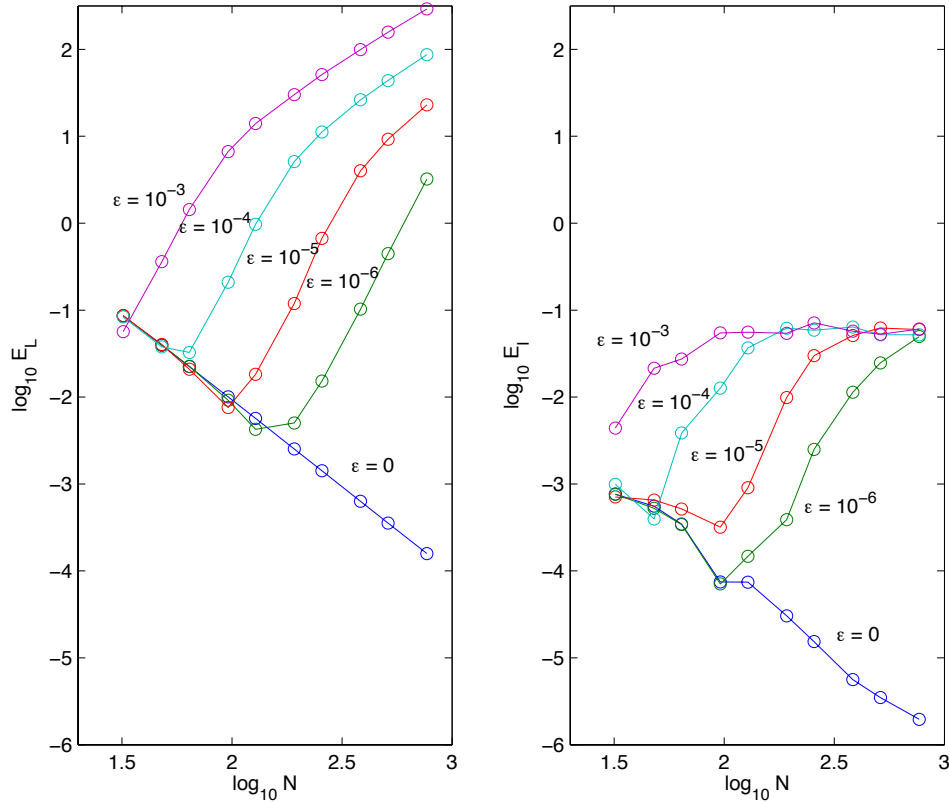 2
1
0
−1
−2
−3
−4
−5
−6
1.5
2
2.5
3
log₁₀ N
log₁₀ E_L
ε = 10⁻³
ε = 10⁻⁴
ε = 10⁻⁵
ε = 10⁻⁶
ε = 0
2
1
0
−1
−2
−3
−4
−5
−6
1.5
2
2.5
3
log₁₀ N
log₁₀ E_I
ε = 10⁻³
ε = 10⁻⁴
ε = 10⁻⁵
ε = 10⁻⁶
ε = 0